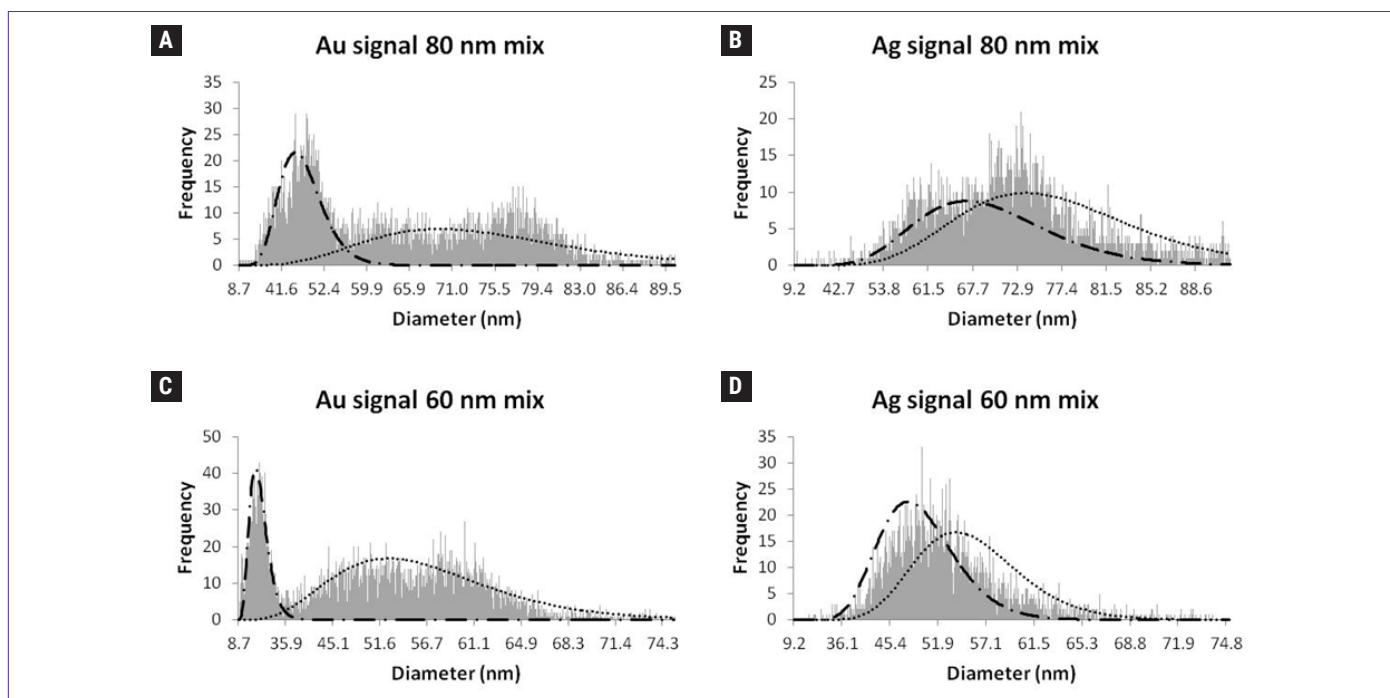 A
Au signal 80 nm mix
35
30
25
20
15
10
5
0
Frequency
8.7 41.6 52.4 59.9 65.9 71.0 75.5 79.4 83.0 86.4 89.5
Diameter (nm)
B
Ag signal 80 nm mix
25
20
15
10
5
0
Frequency
9.2 42.7 53.8 61.5 67.7 72.9 77.4 81.5 85.2 88.6
Diameter (nm)
C
Au signal 60 nm mix
50
40
30
20
10
0
Frequency
8.7 35.9 45.1 51.6 56.7 61.1 64.9 68.3 71.4 74.3
Diameter (nm)
D
Ag signal 60 nm mix
35
30
25
20
15
10
5
0
Frequency
9.2 36.1 45.4 51.9 57.1 61.5 65.3 68.8 71.9 74.8
Diameter (nm)